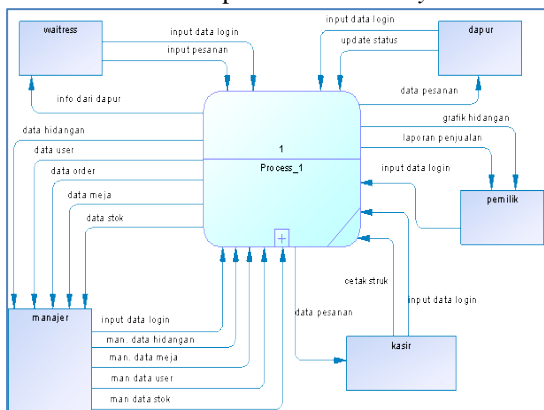 waitress
input data login
input pesanan
info dari dapur
input data login
update status
dapur
data pesanan
data hidangan
data user
data order
data meja
data stok
1
Process_1
grafik hidangan
laporan penjualan
input data login
pemilik
manajer
input data login
man. data hidangan
man. data meja
man data user
man data stok
data pesanan
cetak struk
input data login
kasir